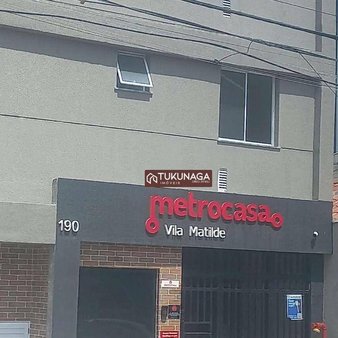 TUKUNAGA
IMÓVEIS
metrocasa
190
Vila Matilde